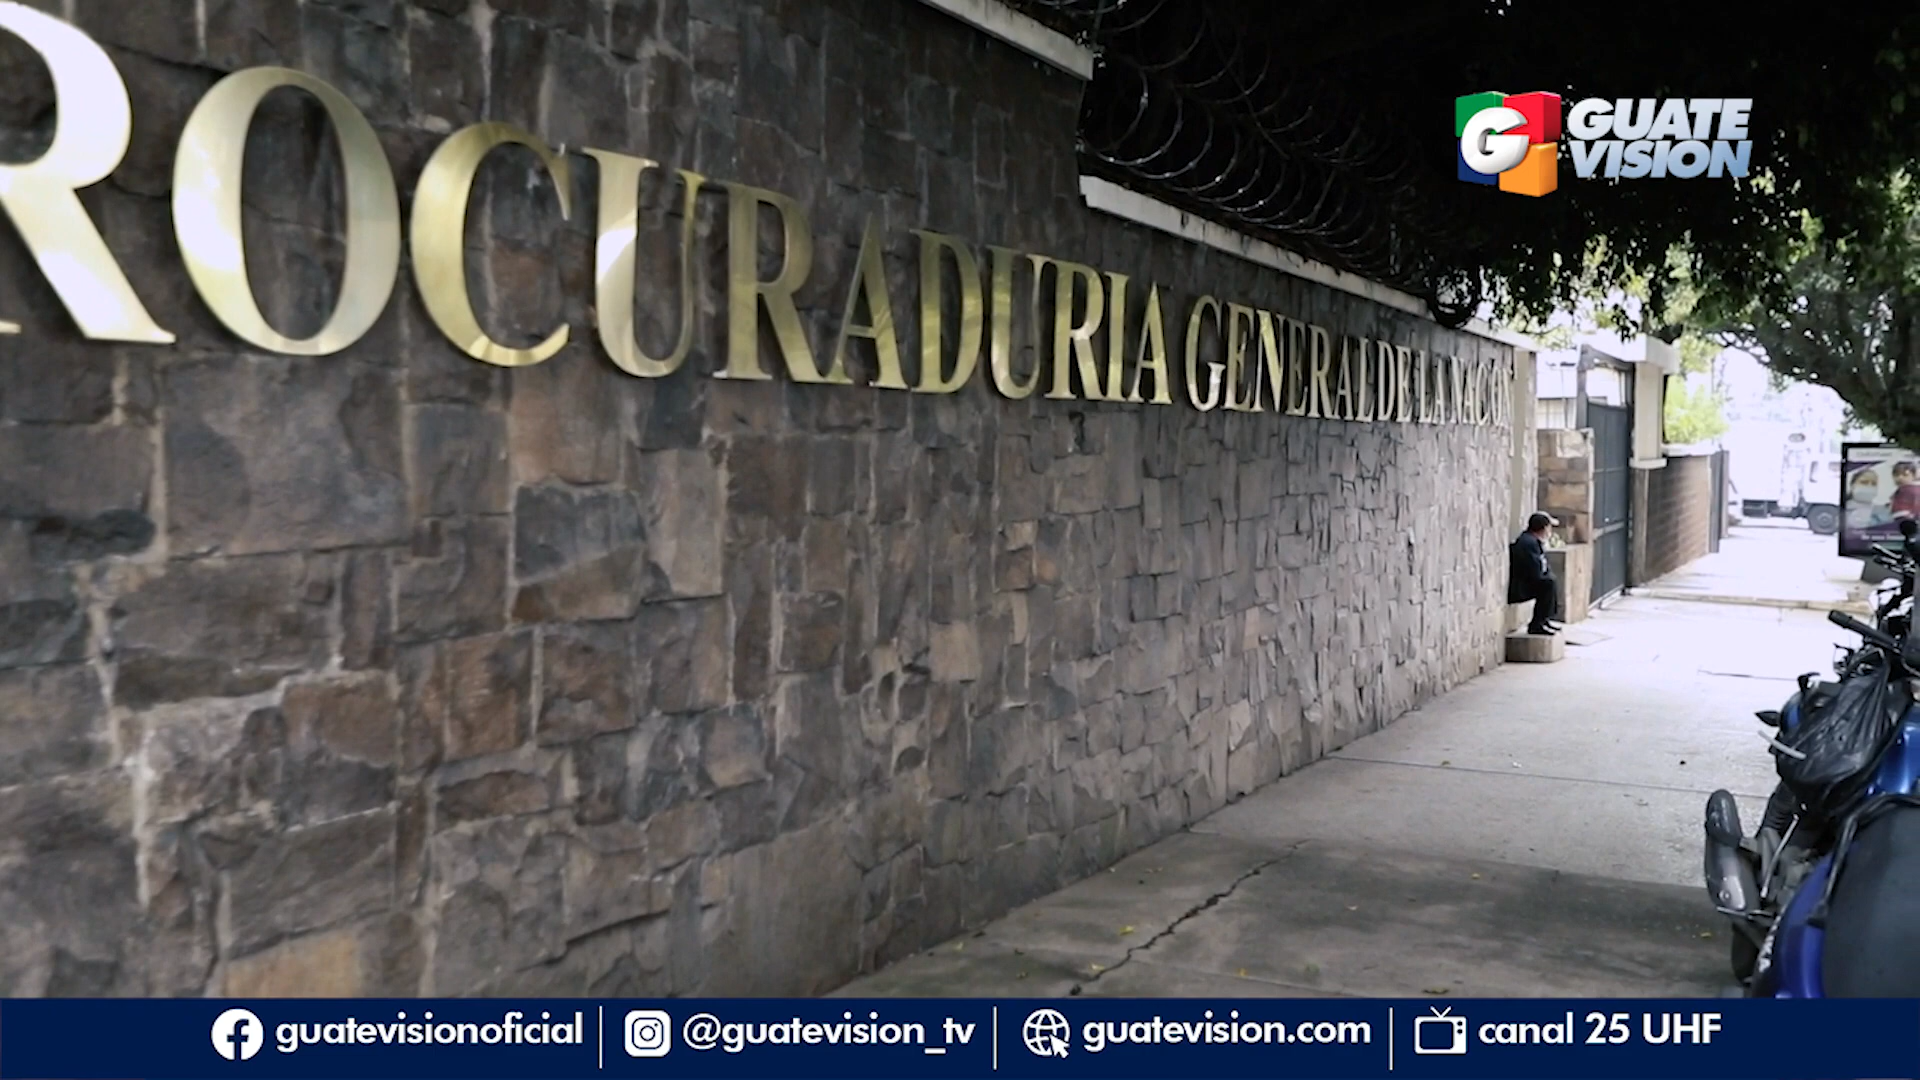 ROCURADURIA GENERAL DE LA NACION
G GUATE
VISION
guatevisionoficial | @guatevision_tv | guatevision.com | canal 25 UHF